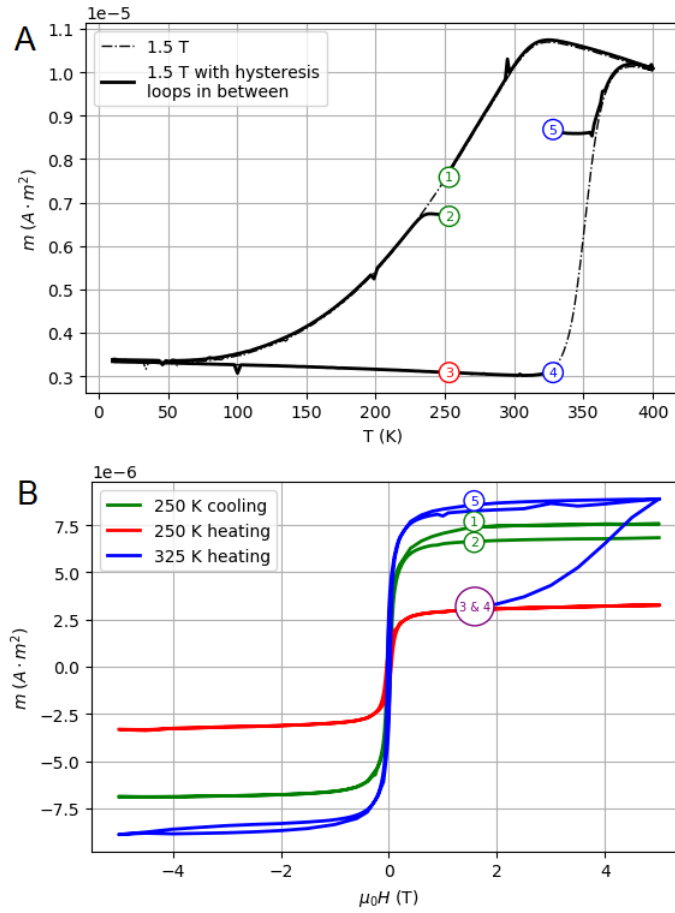 A
1e−5
1.1
1.0
0.9
0.8
0.7
0.6
0.5
0.4
0.3
m (A · m²)
1.5 T
1.5 T with hysteresis
loops in between
1
2
3
4
5
0
50
100
150
200
250
300
350
400
T (K)
B
1e−6
7.5
5.0
2.5
0.0
−2.5
−5.0
−7.5
m (A · m²)
250 K cooling
250 K heating
325 K heating
5
1
2
3 & 4
−4
−2
0
2
4
μ₀H (T)